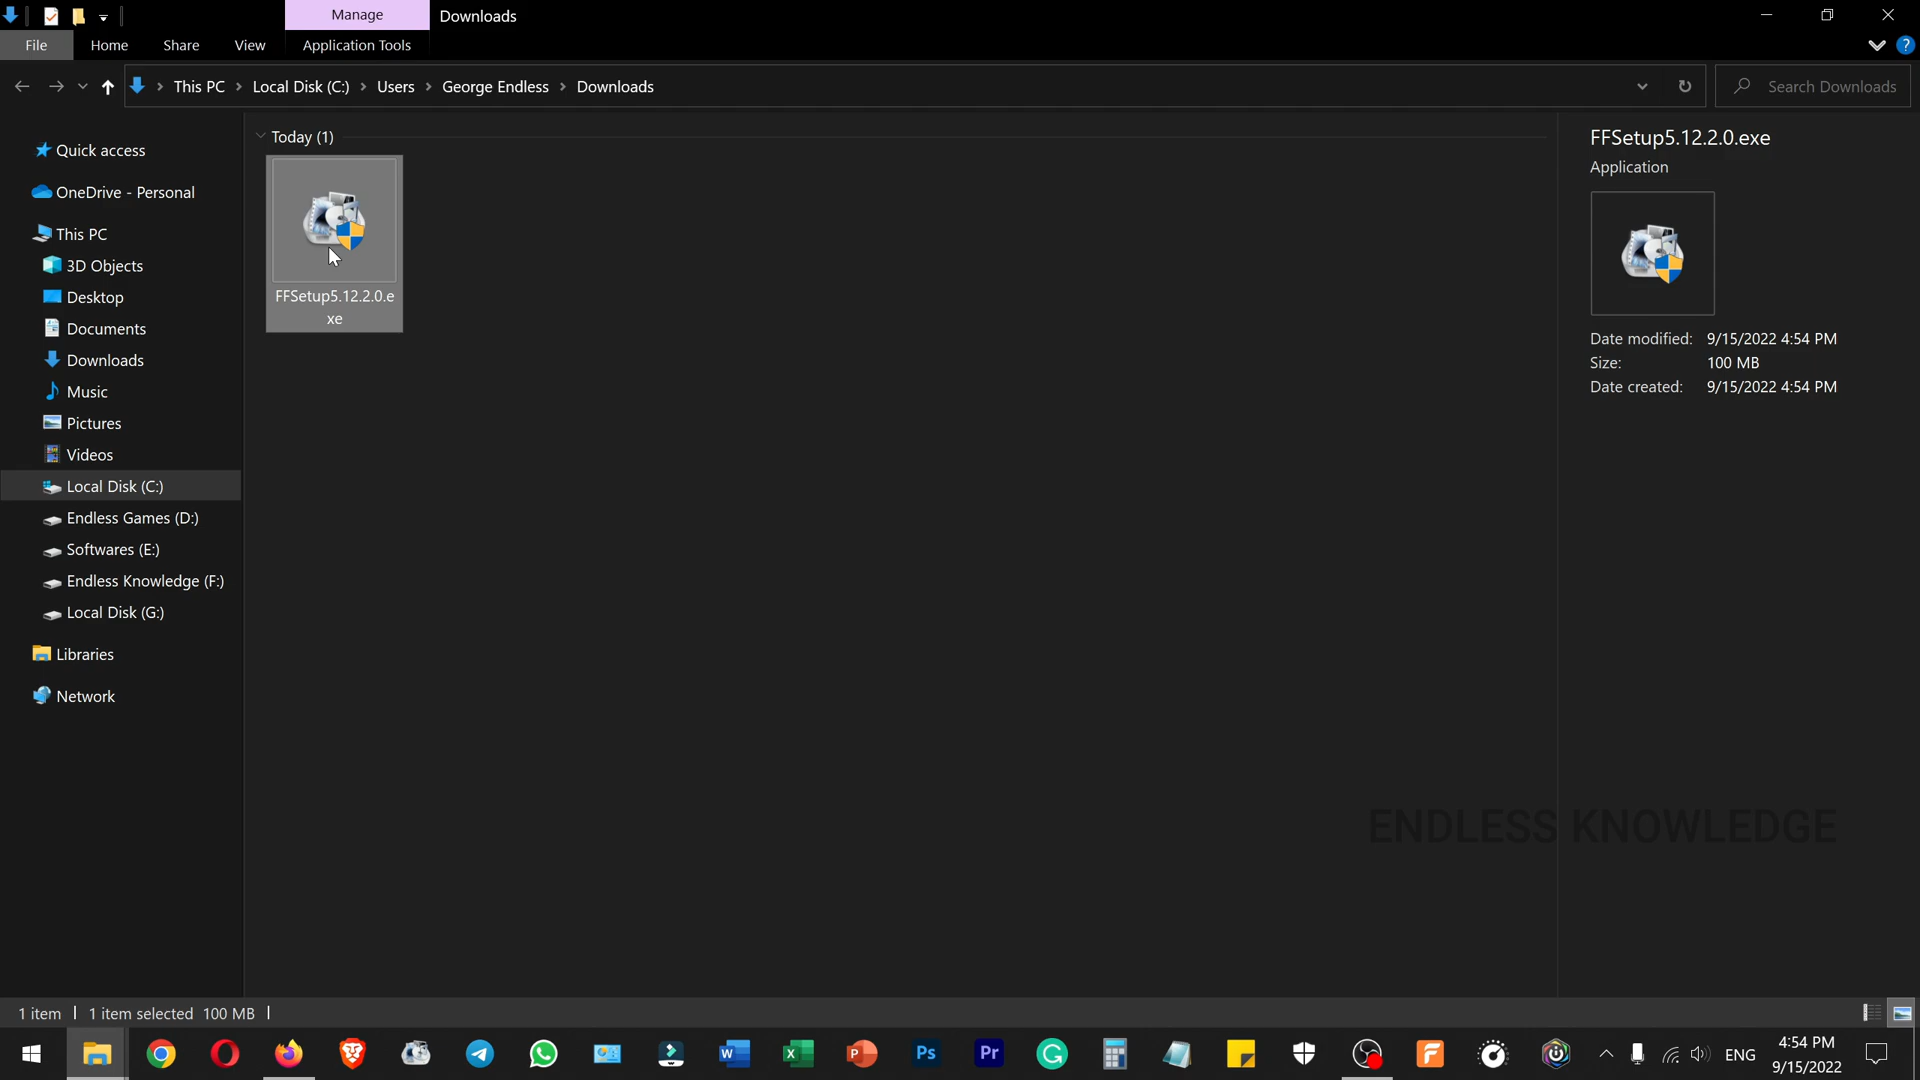 Manage
Downloads
File
Home
Share
View
Application Tools
This PC
Local Disk (C:)
Users
George Endless
Downloads
Search Downloads
Quick access
OneDrive - Personal
This PC
3D Objects
Desktop
Documents
Downloads
Music
Pictures
Videos
Local Disk (C:)
Endless Games (D:)
Softwares (E:)
Endless Knowledge (F:)
Local Disk (G:)
Libraries
Network
Today (1)
FFSetup5.12.2.0.e
xe
FFSetup5.12.2.0.exe
Application
Date modified: 9/15/2022 4:54 PM
Size: 100 MB
Date created: 9/15/2022 4:54 PM
ENDLESS KNOWLEDGE
1 item
1 item selected 100 MB
W
X
P
Ps
Pr
G
F
ENG
4:54 PM
9/15/2022